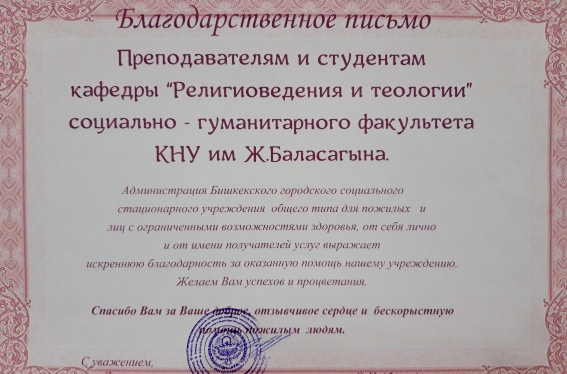 Благодарственное письмо
Преподавателям и студентам
кафедры "Религиоведения и теологии"
социально - гуманитарного факультета
КНУ им Ж.Баласагына.
Администрация Бишкекского городского социального
стационарного учреждения общего типа для пожилых и
лиц с ограниченными возможностями здоровья, от себя лично
и от имени получателей услуг выражает
искреннюю благодарность за оказанную помощь нашему учреждению.
Желаем Вам успехов и процветания.
Спасибо Вам за Ваше доброе, отзывчивое сердце и бескорыстную
помощь пожилым людям.
С уважением,